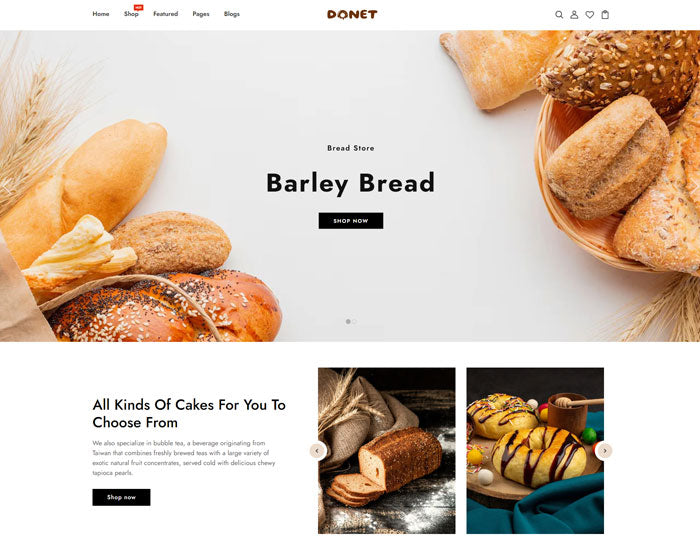 Home Shop HOT Featured Pages Blogs DONET
Bread Store
Barley Bread
SHOP NOW
All Kinds Of Cakes For You To
Choose From
We also specialize in bubble tea, a beverage originating from
Taiwan that combines freshly brewed teas with a large variety of
exotic natural fruit concentrates, served cold with delicious chewy
tapioca pearls.
Shop now